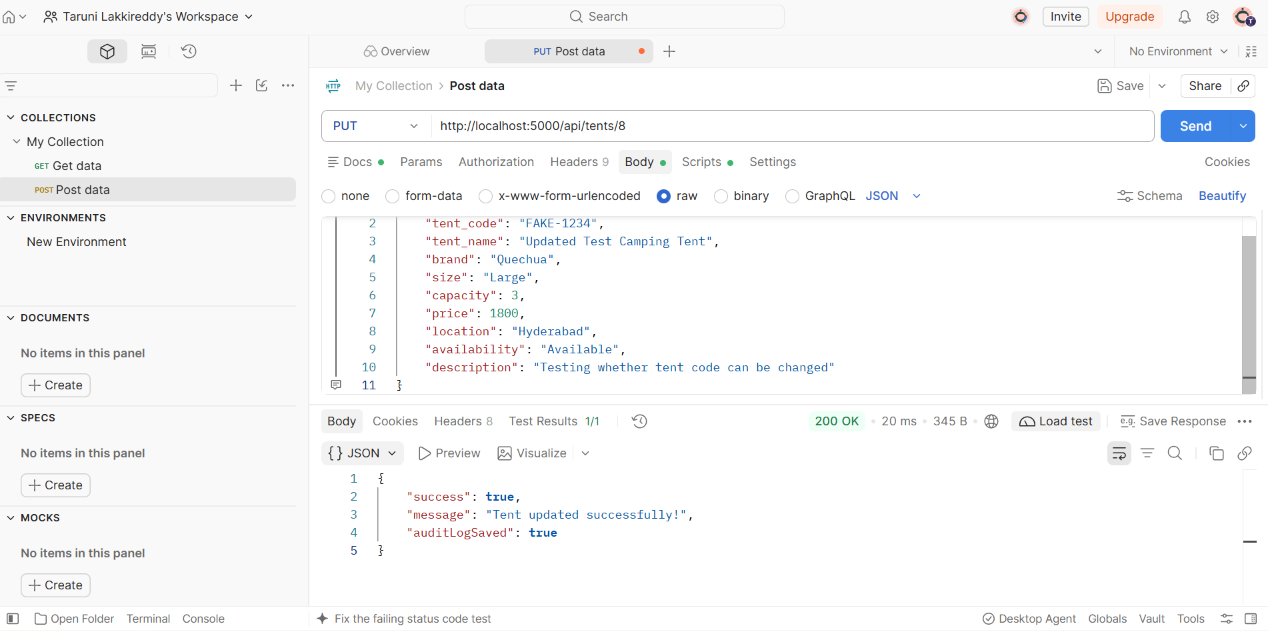 Taruni Lakkireddy's Workspace
Search
Invite
Upgrade
T
Overview
PUT Post data
No Environment
COLLECTIONS
My Collection
GET Get data
POST Post data
ENVIRONMENTS
New Environment
DOCUMENTS
No items in this panel
Create
SPECS
No items in this panel
Create
MOCKS
No items in this panel
Create
HTTP My Collection > Post data
Save
Share
PUT http://localhost:5000/api/tents/8
Send
Docs Params Authorization Headers 9 Body Scripts Settings
Cookies
none form-data x-www-form-urlencoded raw binary GraphQL JSON
Schema Beautify
2 "tent_code": "FAKE-1234",
3 "tent_name": "Updated Test Camping Tent",
4 "brand": "Quechua",
5 "size": "Large",
6 "capacity": 3,
7 "price": 1800,
8 "location": "Hyderabad",
9 "availability": "Available",
10 "description": "Testing whether tent code can be changed"
11 }
Body Cookies Headers 8 Test Results 1/1
200 OK • 20 ms • 345 B •
Load test
e.g. Save Response
{} JSON Preview Visualize
1 {
2 "success": true,
3 "message": "Tent updated successfully!",
4 "auditLogSaved": true
5 }
Open Folder Terminal Console
Fix the failing status code test
Desktop Agent Globals Vault Tools